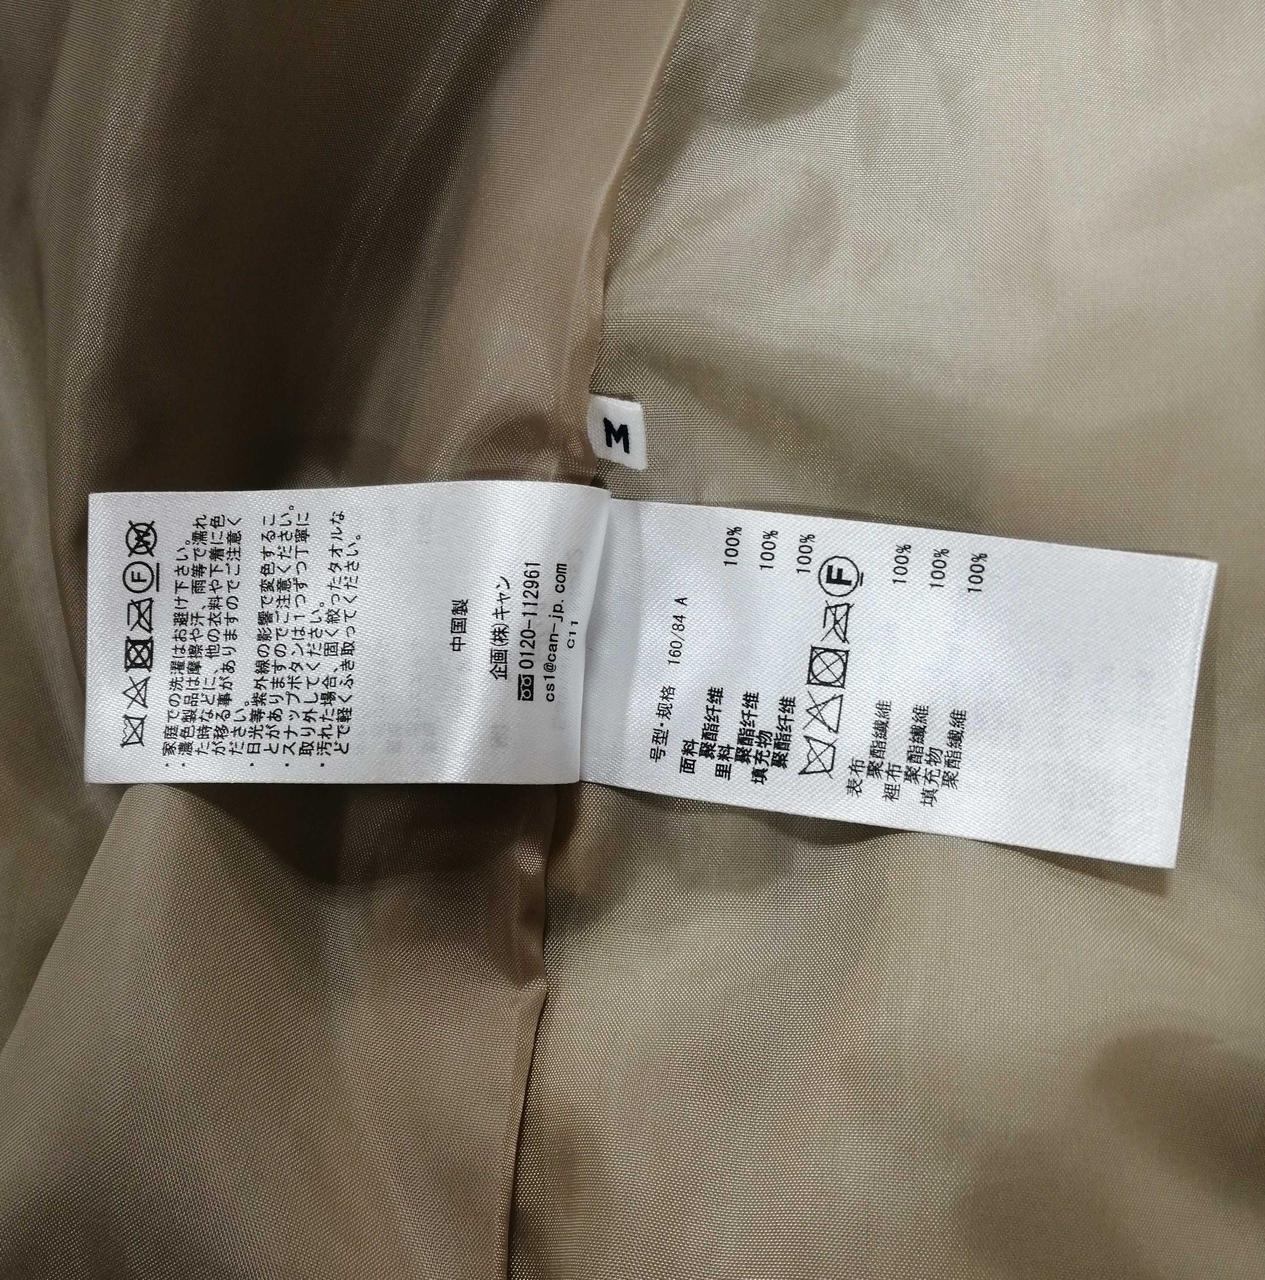 M
・家庭での洗濯はお避け下さい。
・濃色製品は摩擦や汗、雨等で濡れ
た時などに、他の衣料や下着に色
が移る事がありますのでご注意く
ださい。
・日光等紫外線の影響で変色するこ
とがありますのでご注意ください。
・スナップボタンは1つずつ丁寧に
取り外してください。
・汚れた場合、固く絞ったタオルな
どで軽くふき取ってください。
中国製
企画(株)キャン
0120-112961
cs1@can-jp.com
C11
号型·规格 160/84 A
面料
聚酯纤维 100%
里料
聚酯纤维 100%
填充物
聚酯纤维 100%
F
表布
聚酯纖維 100%
裡布
聚酯纖維 100%
填充物
聚酯纖維 100%